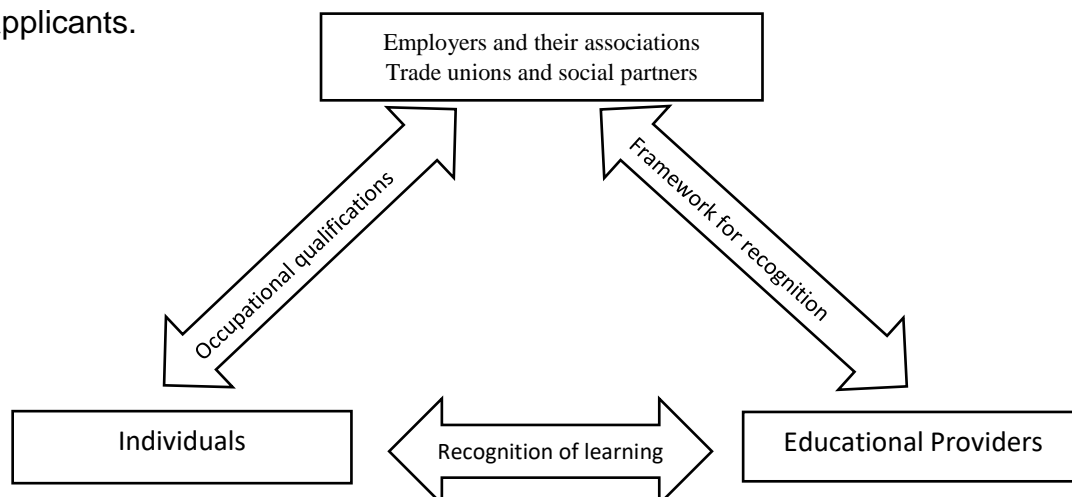 applicants.
Employers and their associations
Trade unions and social partners
Occupational qualifications
Framework for recognition
Individuals
Recognition of learning
Educational Providers